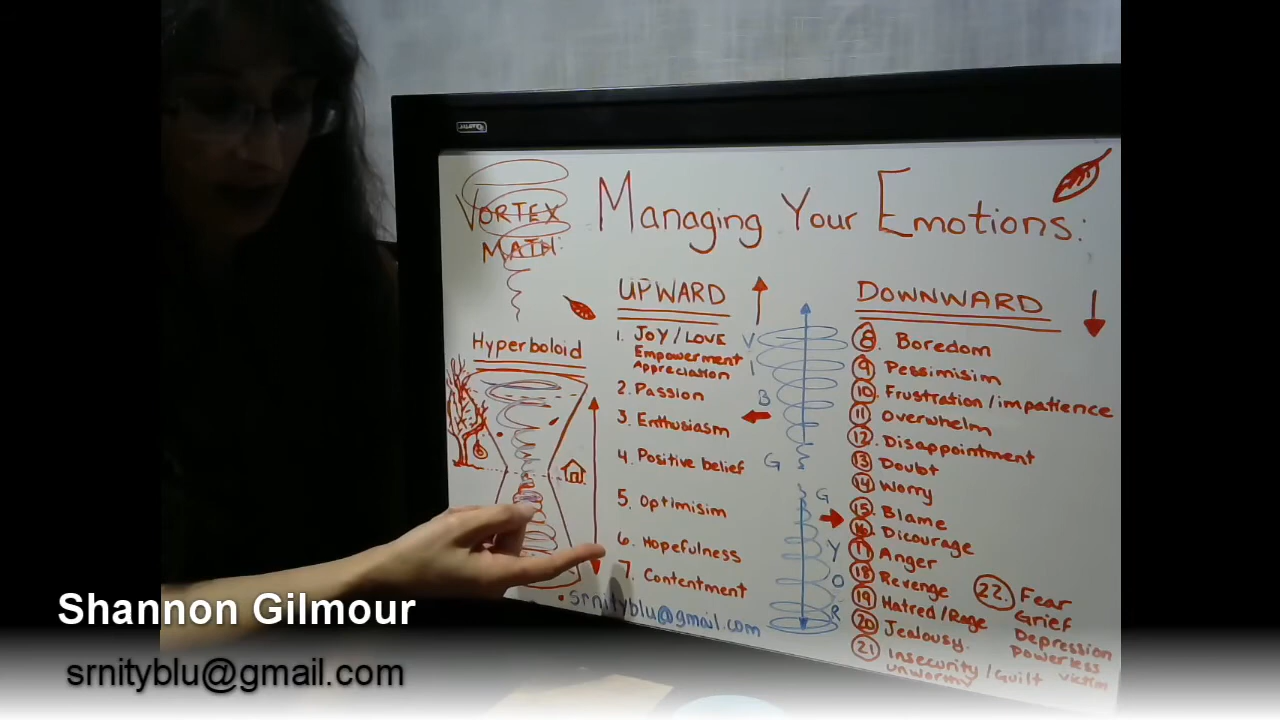 Quartet
VORTEX
MATH:
Managing Your Emotions:
Hyperboloid
UPWARD
1. JOY/LOVE
Empowerment
Appreciation
2. Passion
3. Enthusiasm
4. Positive belief
5. Optimisim
6. Hopefulness
7. Contentment
srnityblu@gmail.com
V
I
B
G
G
Y
O
R
DOWNWARD
8. Boredom
9. Pessimisim
10. Frustration/impatience
11. Overwhelm
12. Disappointment
13. Doubt
14. Worry
15. Blame
16. Dicourage
17 Anger
18. Revenge
19. Hatred/Rage
20. Jealousy.
21. Insecurity/Guilt
unworthy
22. Fear
Grief
Depression
Powerless
victim
Shannon Gilmour
srnityblu@gmail.com